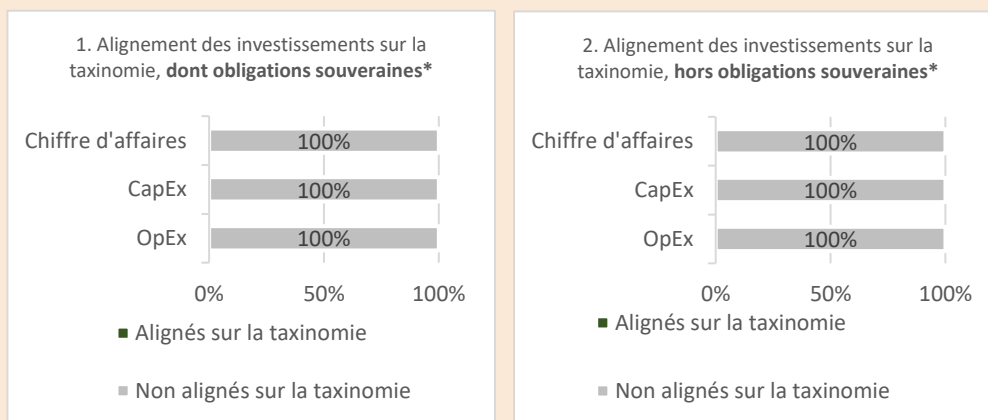 1. Alignement des investissements sur la
taxinomie, dont obligations souveraines*
Chiffre d'affaires
100%
CapEx
100%
OpEx
100%
0%
50%
100%
Alignés sur la taxinomie
Non alignés sur la taxinomie
2. Alignement des investissements sur la
taxinomie, hors obligations souveraines*
Chiffre d'affaires
100%
CapEx
100%
OpEx
100%
0%
50%
100%
Alignés sur la taxinomie
Non alignés sur la taxinomie